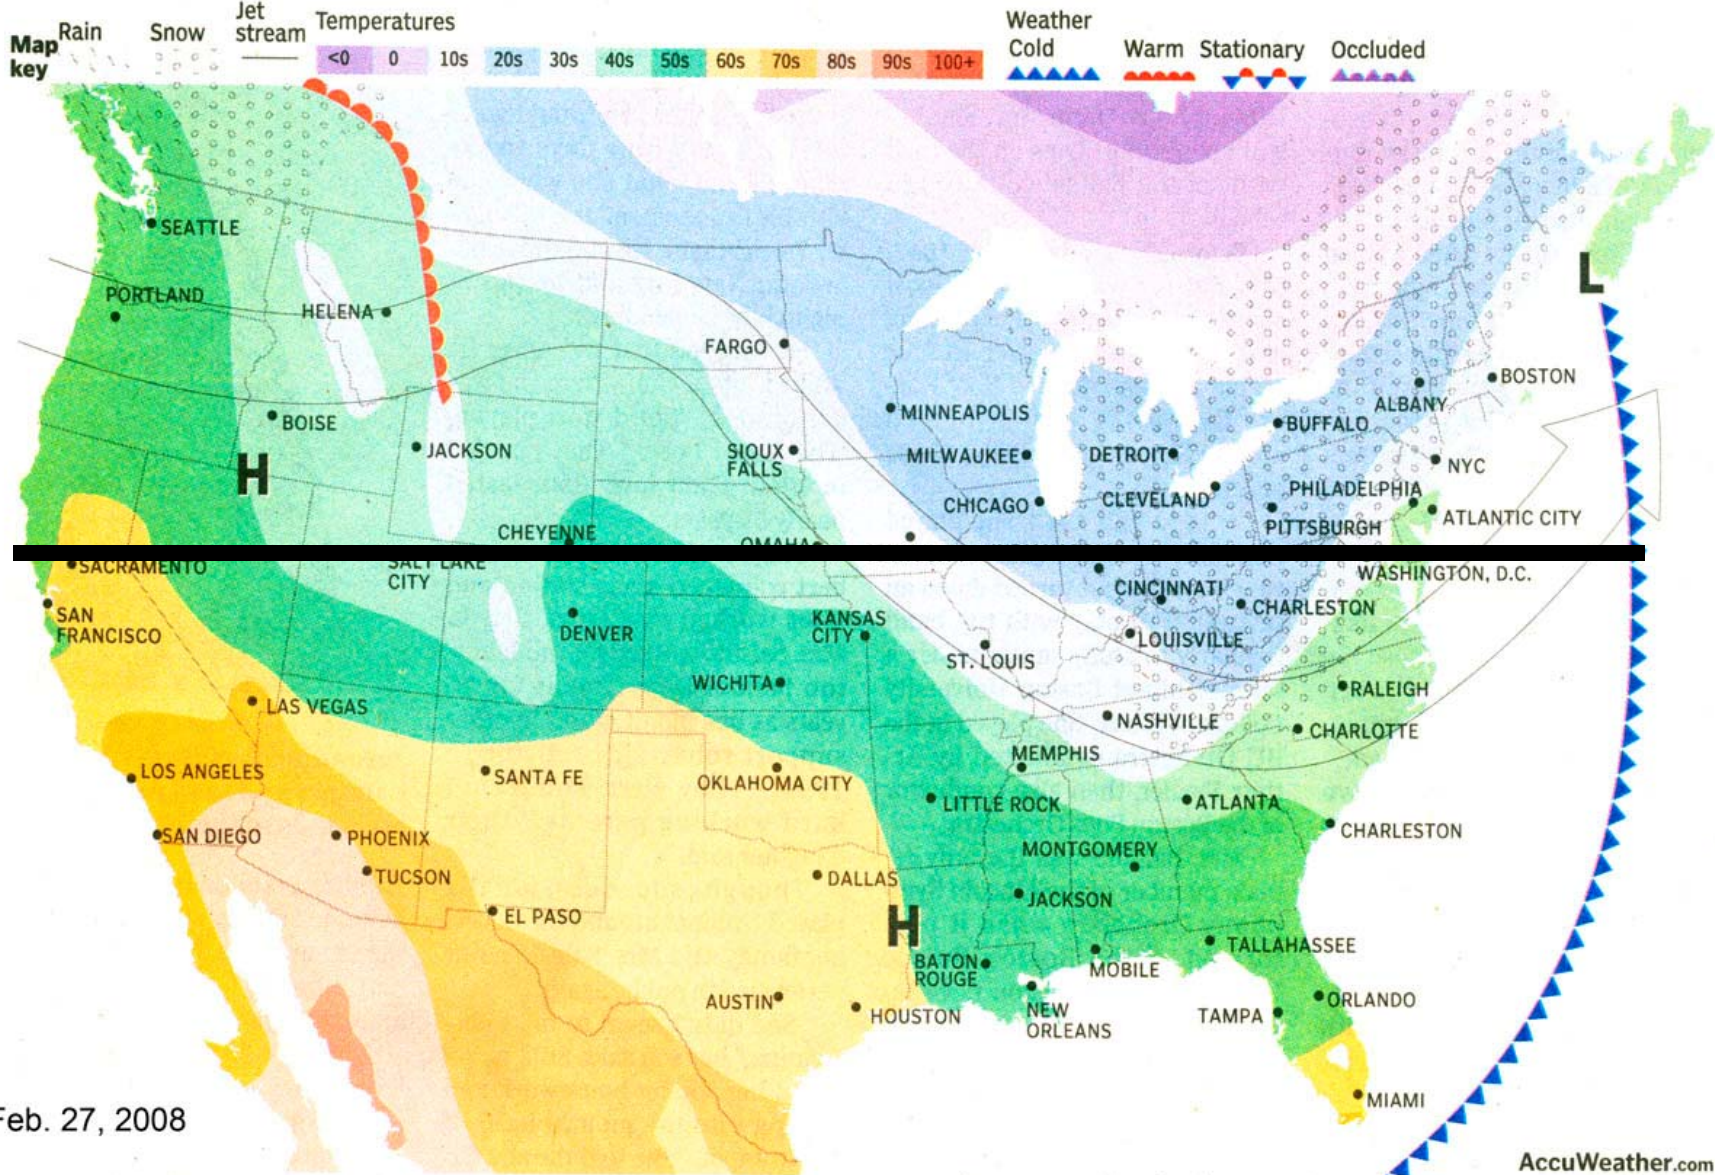 Map
key
Rain
Snow
Jet
stream
Temperatures
<0 0 10s 20s 30s 40s 50s 60s 70s 80s 90s 100+
Weather
Cold
Warm
Stationary
Occluded
SEATTLE
PORTLAND
HELENA
FARGO
L
BOSTON
ALBANY
BOISE
MINNEAPOLIS
BUFFALO
JACKSON
SIOUX
FALLS
MILWAUKEE
DETROIT
NYC
H
CHICAGO
CLEVELAND
PHILADELPHIA
ATLANTIC CITY
PITTSBURGH
CHEYENNE
OMAHA
SACRAMENTO
SALT LAKE
CITY
WASHINGTON, D.C.
CINCINNATI
CHARLESTON
SAN
FRANCISCO
DENVER
KANSAS
CITY
LOUISVILLE
ST. LOUIS
WICHITA
RALEIGH
LAS VEGAS
NASHVILLE
CHARLOTTE
MEMPHIS
LOS ANGELES
SANTA FE
OKLAHOMA CITY
LITTLE ROCK
ATLANTA
SAN DIEGO
PHOENIX
CHARLESTON
MONTGOMERY
TUCSON
DALLAS
JACKSON
EL PASO
H
TALLAHASSEE
BATON
ROUGE
MOBILE
AUSTIN
HOUSTON
NEW
ORLEANS
TAMPA
ORLANDO
MIAMI
Feb. 27, 2008
AccuWeather.com